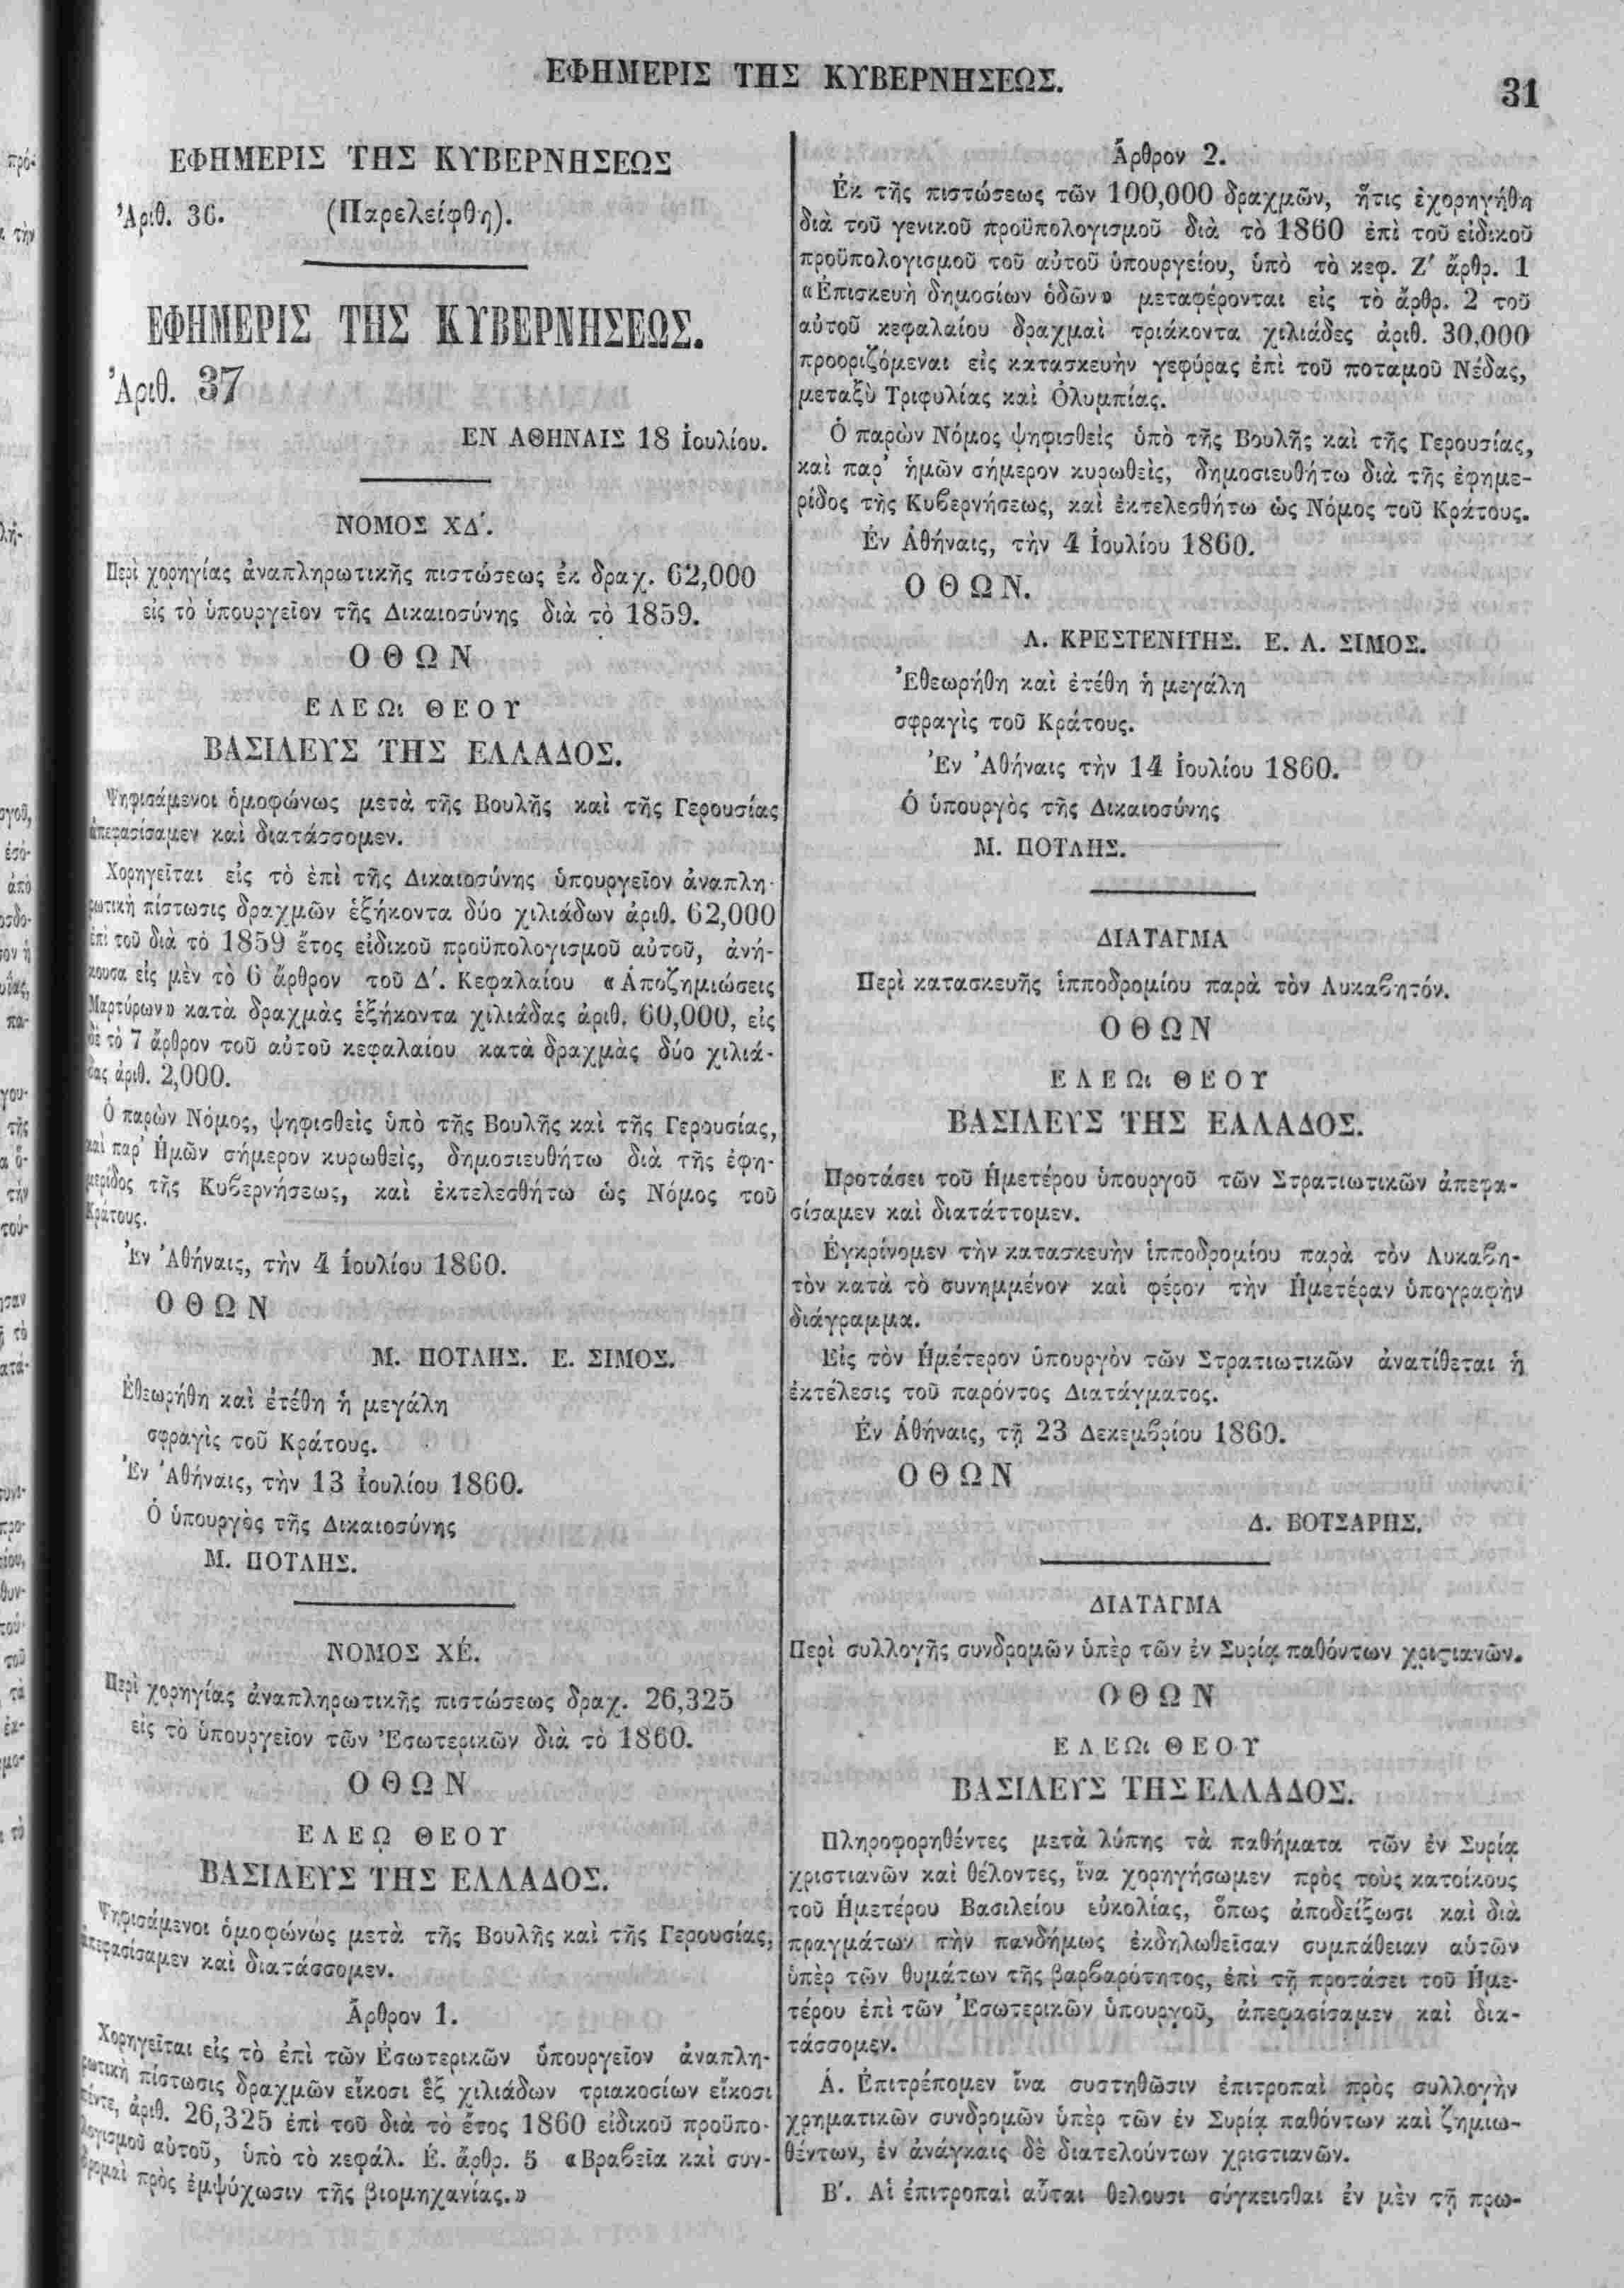 ΕΦΗΜΕΡΙΣ ΤΗΣ ΚΥΒΕΡΝΗΣΕΩΣ.
31
ΕΦΗΜΕΡΙΣ ΤΗΣ ΚΥΒΕΡΝΗΣΕΩΣ
Ἀριθ. 36. (Παρελείφθη).
ΕΦΗΜΕΡΙΣ ΤΗΣ ΚΥΒΕΡΝΗΣΕΩΣ.
Ἀριθ. 37
ΕΝ ΑΘΗΝΑΙΣ 18 Ἰουλίου.
ΝΟΜΟΣ ΧΔ΄.
Περὶ χορηγίας ἀναπληρωτικῆς πιστώσεως ἐκ δραχ. 62,000
εἰς τὸ ὑπουργεῖον τῆς Δικαιοσύνης διὰ τὸ 1859.
ΟΘΩΝ
ΕΛΕΩι ΘΕΟΥ
ΒΑΣΙΛΕΥΣ ΤΗΣ ΕΛΛΑΔΟΣ.
Ψηφισάμενοι ὁμοφώνως μετὰ τῆς Βουλῆς καὶ τῆς Γερουσίας
ἀπεφασίσαμεν καὶ διατάσσομεν.
Χορηγεῖται εἰς τὸ ἐπὶ τῆς Δικαιοσύνης ὑπουργεῖον ἀναπλη-
ρωτικὴ πίστωσις δραχμῶν ἑξήκοντα δύο χιλιάδων ἀριθ. 62,000
ἐπὶ τοῦ διὰ τὸ 1859 ἔτος εἰδικοῦ προϋπολογισμοῦ αὐτοῦ, ἀνή-
κουσα εἰς μὲν τὸ 6 ἄρθρον τοῦ Δ΄. Κεφαλαίου «Ἀποζημιώσεις
Μαρτύρων» κατὰ δραχμὰς ἑξήκοντα χιλιάδας ἀριθ. 60,000, εἰς
δὲ τὸ 7 ἄρθρον τοῦ αὐτοῦ κεφαλαίου κατὰ δραχμὰς δύο χιλιά-
δας ἀριθ. 2,000.
Ὁ παρὼν Νόμος, ψηφισθεὶς ὑπὸ τῆς Βουλῆς καὶ τῆς Γερουσίας,
καὶ παρ' Ἡμῶν σήμερον κυρωθεὶς, δημοσιευθήτω διὰ τῆς ἐφη-
μερίδος τῆς Κυβερνήσεως, καὶ ἐκτελεσθήτω ὡς Νόμος τοῦ
Κράτους.
Ἐν Ἀθήναις, τὴν 4 Ἰουλίου 1860.
ΟΘΩΝ
Μ. ΠΟΤΛΗΣ. Ε. ΣΙΜΟΣ.
Ἐθεωρήθη καὶ ἐτέθη ἡ μεγάλη
σφραγὶς τοῦ Κράτους.
Ἐν Ἀθήναις, τὴν 13 Ἰουλίου 1860.
Ὁ ὑπουργὸς τῆς Δικαιοσύνης
Μ. ΠΟΤΛΗΣ.
ΝΟΜΟΣ ΧΕ΄.
Περὶ χορηγίας ἀναπληρωτικῆς πιστώσεως δραχ. 26,325
εἰς τὸ ὑπουργεῖον τῶν Ἐσωτερικῶν διὰ τὸ 1860.
ΟΘΩΝ
ΕΛΕΩ ΘΕΟΥ
ΒΑΣΙΛΕΥΣ ΤΗΣ ΕΛΛΑΔΟΣ.
Ψηφισάμενοι ὁμοφώνως μετὰ τῆς Βουλῆς καὶ τῆς Γερουσίας,
ἀπεφασίσαμεν καὶ διατάσσομεν.
Ἄρθρον 1.
Χορηγεῖται εἰς τὸ ἐπὶ τῶν Ἐσωτερικῶν ὑπουργεῖον ἀναπλη-
ρωτικὴ πίστωσις δραχμῶν εἴκοσι ἓξ χιλιάδων τριακοσίων εἴκοσι
πέντε, ἀριθ. 26,325 ἐπὶ τοῦ διὰ τὸ ἔτος 1860 εἰδικοῦ προϋπο-
λογισμοῦ αὐτοῦ, ὑπὸ τὸ κεφάλ. Ε΄. ἄρθρ. 5 «Βραβεῖα καὶ συν-
δρομαὶ πρὸς ἐμψύχωσιν τῆς βιομηχανίας.»
Ἄρθρον 2.
Ἐκ τῆς πιστώσεως τῶν 100,000 δραχμῶν, ἥτις ἐχορηγήθη
διὰ τοῦ γενικοῦ προϋπολογισμοῦ διὰ τὸ 1860 ἐπὶ τοῦ εἰδικοῦ
προϋπολογισμοῦ τοῦ αὐτοῦ ὑπουργείου, ὑπὸ τὸ κεφ. Ζ΄ ἄρθρ. 1
«Ἐπισκευὴ δημοσίων ὁδῶν» μεταφέρονται εἰς τὸ ἄρθρ. 2 τοῦ
αὐτοῦ κεφαλαίου δραχμαὶ τριάκοντα χιλιάδες ἀριθ. 30,000
προοριζόμεναι εἰς κατασκευὴν γεφύρας ἐπὶ τοῦ ποταμοῦ Νέδας,
μεταξὺ Τριφυλίας καὶ Ὀλυμπίας.
Ὁ παρὼν Νόμος ψηφισθεὶς ὑπὸ τῆς Βουλῆς καὶ τῆς Γερουσίας,
καὶ παρ' ἡμῶν σήμερον κυρωθεὶς, δημοσιευθήτω διὰ τῆς ἐφημε-
ρίδος τῆς Κυβερνήσεως, καὶ ἐκτελεσθήτω ὡς Νόμος τοῦ Κράτους.
Ἐν Ἀθήναις, τὴν 4 Ἰουλίου 1860.
ΟΘΩΝ.
Λ. ΚΡΕΣΤΕΝΙΤΗΣ. Ε. Λ. ΣΙΜΟΣ.
Ἐθεωρήθη καὶ ἐτέθη ἡ μεγάλη
σφραγὶς τοῦ Κράτους.
Ἐν Ἀθήναις τὴν 14 Ἰουλίου 1860.
Ὁ ὑπουργὸς τῆς Δικαιοσύνης
Μ. ΠΟΤΛΗΣ.
ΔΙΑΤΑΓΜΑ
Περὶ κατασκευῆς ἱπποδρομίου παρὰ τὸν Λυκαβητόν.
ΟΘΩΝ
ΕΛΕΩι ΘΕΟΥ
ΒΑΣΙΛΕΥΣ ΤΗΣ ΕΛΛΑΔΟΣ.
Προτάσει τοῦ Ἡμετέρου ὑπουργοῦ τῶν Στρατιωτικῶν ἀπεφα-
σίσαμεν καὶ διατάττομεν.
Ἐγκρίνομεν τὴν κατασκευὴν ἱπποδρομίου παρὰ τὸν Λυκαβη-
τὸν κατὰ τὸ συνημμένον καὶ φέρον τὴν Ἡμετέραν ὑπογραφὴν
διάγραμμα.
Εἰς τὸν Ἡμέτερον ὑπουργὸν τῶν Στρατιωτικῶν ἀνατίθεται ἡ
ἐκτέλεσις τοῦ παρόντος Διατάγματος.
Ἐν Ἀθήναις, τῇ 23 Δεκεμβρίου 1860.
ΟΘΩΝ
Δ. ΒΟΤΣΑΡΗΣ.
ΔΙΑΤΑΓΜΑ
Περὶ συλλογῆς συνδρομῶν ὑπὲρ τῶν ἐν Συρίᾳ παθόντων χριστιανῶν.
ΟΘΩΝ
ΕΛΕΩι ΘΕΟΥ
ΒΑΣΙΛΕΥΣ ΤΗΣ ΕΛΛΑΔΟΣ.
Πληροφορηθέντες μετὰ λύπης τὰ παθήματα τῶν ἐν Συρίᾳ
χριστιανῶν καὶ θέλοντες, ἵνα χορηγήσωμεν πρὸς τοὺς κατοίκους
τοῦ Ἡμετέρου Βασιλείου εὐκολίας, ὅπως ἀποδείξωσι καὶ διὰ
πραγμάτων τὴν πανδήμως ἐκδηλωθεῖσαν συμπάθειαν αὑτῶν
ὑπὲρ τῶν θυμάτων τῆς βαρβαρότητος, ἐπὶ τῇ προτάσει τοῦ Ἡμε-
τέρου ἐπὶ τῶν Ἐσωτερικῶν ὑπουργοῦ, ἀπεφασίσαμεν καὶ δια-
τάσσομεν.
Α΄. Ἐπιτρέπομεν ἵνα συστηθῶσιν ἐπιτροπαὶ πρὸς συλλογὴν
χρηματικῶν συνδρομῶν ὑπὲρ τῶν ἐν Συρίᾳ παθόντων καὶ ζημιω-
θέντων, ἐν ἀνάγκαις δὲ διατελούντων χριστιανῶν.
Β΄. Αἱ ἐπιτροπαὶ αὗται θελουσι σύγκεισθαι ἐν μὲν τῇ πρω-